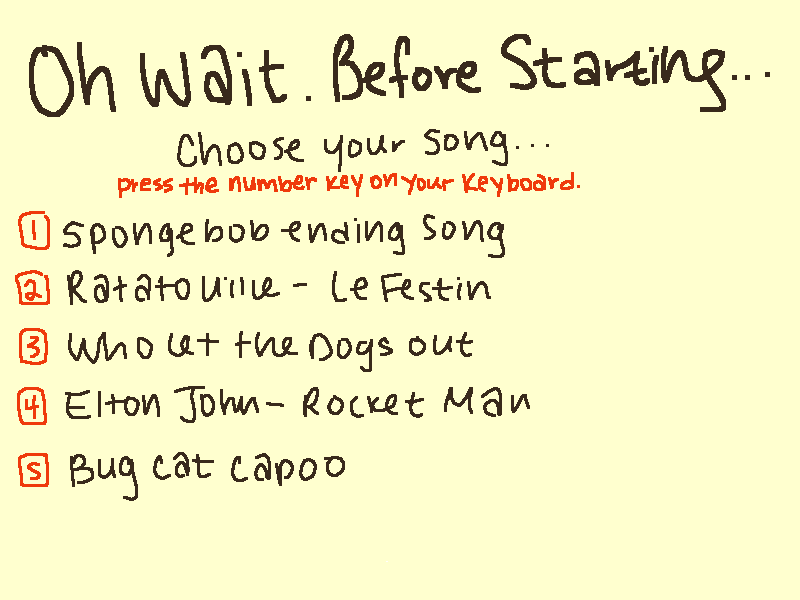 Oh Wait. Before Starting...
Choose your song...
press the number key on your keyboard.
1 Spongebob ending Song
2 Ratatouille - Le Festin
3 Who let the Dogs out
4 Elton John - Rocket Man
5 Bug cat capoo